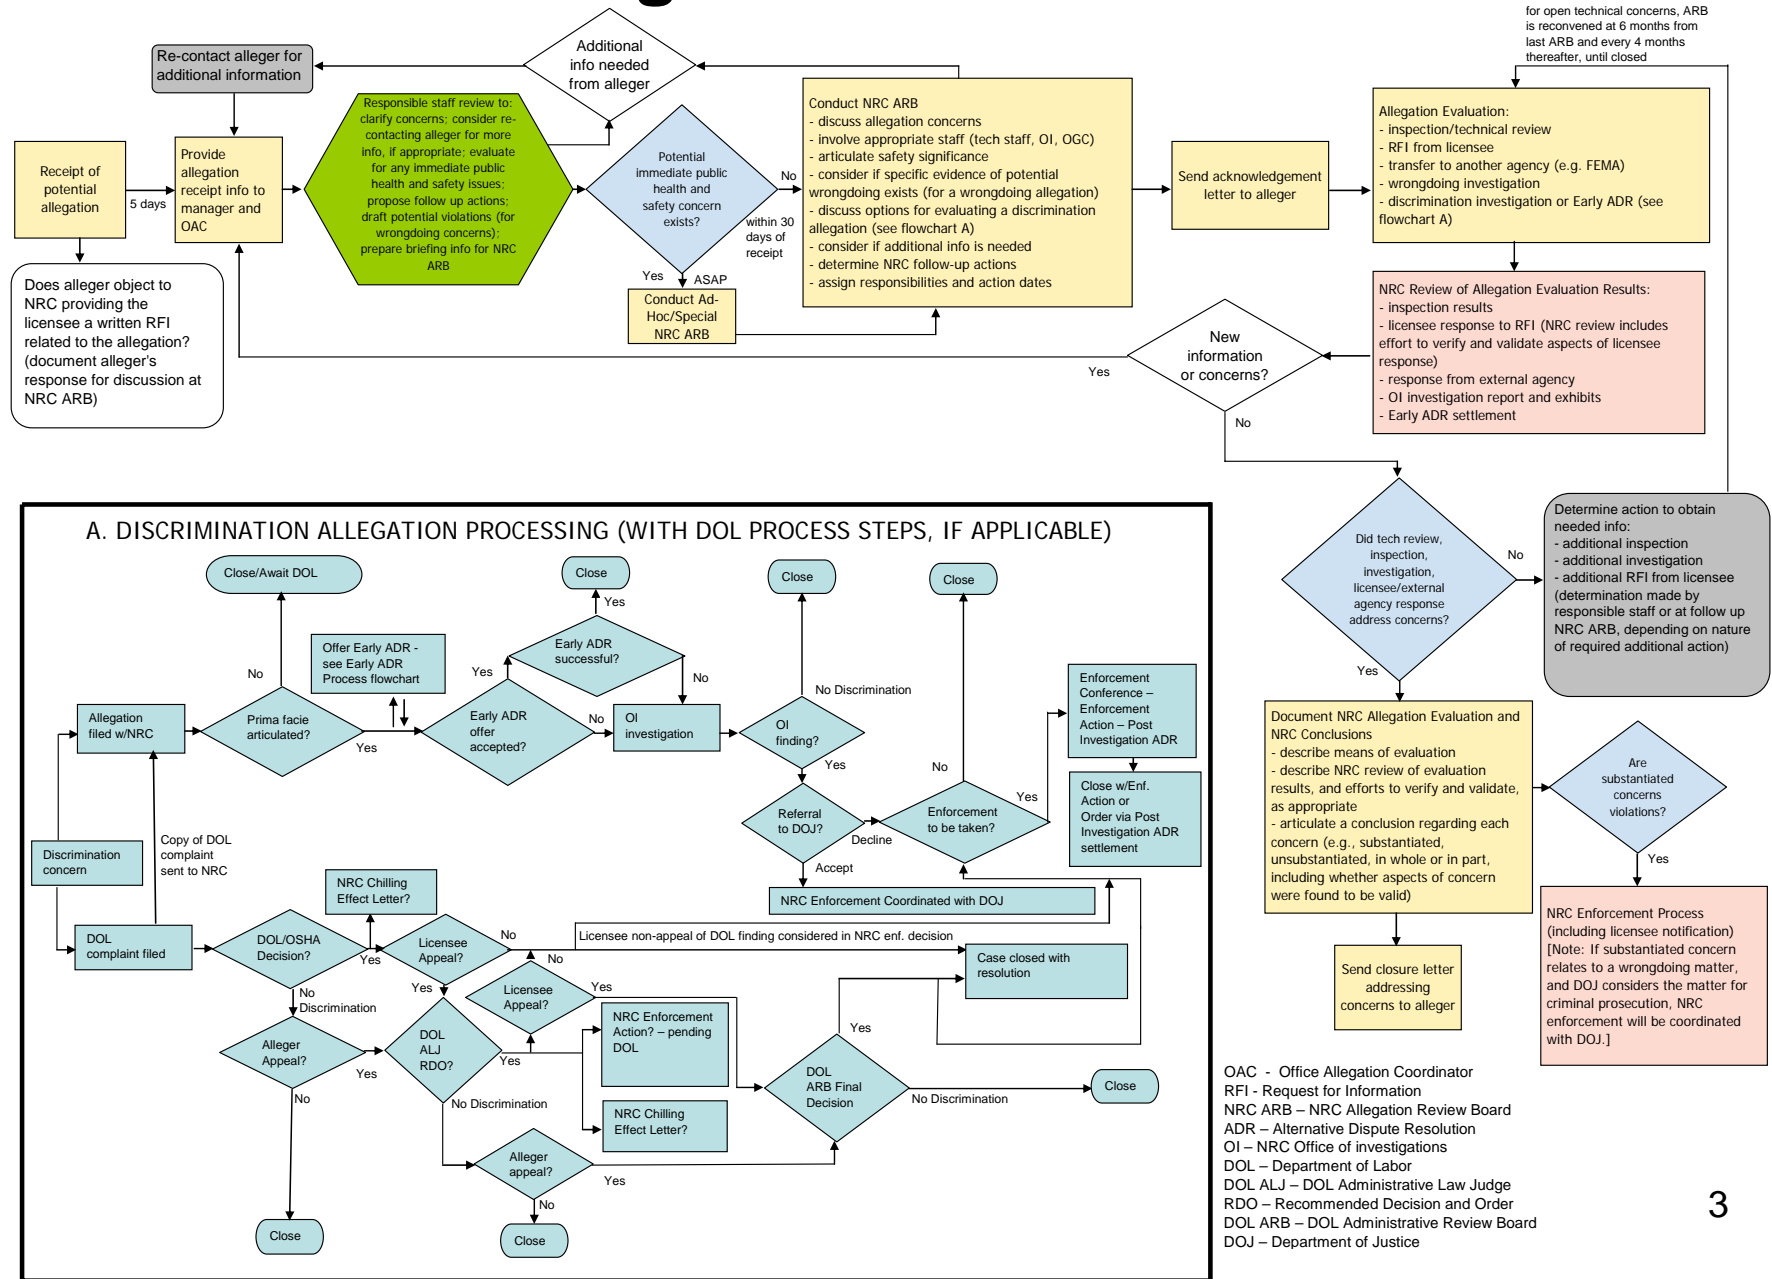 for open technical concerns, ARB
is reconvened at 6 months from
last ARB and every 4 months
thereafter, until closed
Re-contact alleger for
additional information
Additional
info needed
from alleger
Receipt of
potential
allegation
5 days
Provide
allegation
receipt info to
manager and
OAC
Responsible staff review to:
clarify concerns; consider re-
contacting alleger for more
info, if appropriate; evaluate
for any immediate public
health and safety issues;
propose follow up actions;
draft potential violations (for
wrongdoing concerns);
prepare briefing info for NRC
ARB
Potential
immediate public
health and
safety concern
exists?
No
within 30
days of
receipt
Yes
ASAP
Conduct Ad-
Hoc/Special
NRC ARB
Conduct NRC ARB
- discuss allegation concerns
- involve appropriate staff (tech staff, OI, OGC)
- articulate safety significance
- consider if specific evidence of potential
wrongdoing exists (for a wrongdoing allegation)
- discuss options for evaluating a discrimination
allegation (see flowchart A)
- consider if additional info is needed
- determine NRC follow-up actions
- assign responsibilities and action dates
Send acknowledgement
letter to alleger
Allegation Evaluation:
- inspection/technical review
- RFI from licensee
- transfer to another agency (e.g. FEMA)
- wrongdoing investigation
- discrimination investigation or Early ADR (see
flowchart A)
Does alleger object to
NRC providing the
licensee a written RFI
related to the allegation?
(document alleger's
response for discussion at
NRC ARB)
NRC Review of Allegation Evaluation Results:
- inspection results
- licensee response to RFI (NRC review includes
effort to verify and validate aspects of licensee
response)
- response from external agency
- OI investigation report and exhibits
- Early ADR settlement
New
information
or concerns?
Yes
No
Did tech review,
inspection,
investigation,
licensee/external
agency response
address concerns?
No
Yes
Determine action to obtain
needed info:
- additional inspection
- additional investigation
- additional RFI from licensee
(determination made by
responsible staff or at follow up
NRC ARB, depending on nature
of required additional action)
Document NRC Allegation Evaluation and
NRC Conclusions
- describe means of evaluation
- describe NRC review of evaluation
results, and efforts to verify and validate,
as appropriate
- articulate a conclusion regarding each
concern (e.g., substantiated,
unsubstantiated, in whole or in part,
including whether aspects of concern
were found to be valid)
Are
substantiated
concerns
violations?
Yes
Send closure letter
addressing
concerns to alleger
NRC Enforcement Process
(including licensee notification)
[Note: If substantiated concern
relates to a wrongdoing matter,
and DOJ considers the matter for
criminal prosecution, NRC
enforcement will be coordinated
with DOJ.]
A. DISCRIMINATION ALLEGATION PROCESSING (WITH DOL PROCESS STEPS, IF APPLICABLE)
Close/Await DOL
Close
Close
Close
Yes
Offer Early ADR -
see Early ADR
Process flowchart
Early ADR
successful?
No
Yes
No
No Discrimination
Enforcement
Conference –
Enforcement
Action – Post
Investigation ADR
Allegation
filed w/NRC
Prima facie
articulated?
Yes
Early ADR
offer
accepted?
No
OI
investigation
OI
finding?
Yes
No
Yes
Close w/Enf.
Action or
Order via Post
Investigation ADR
settlement
Referral
to DOJ?
Decline
Enforcement
to be taken?
Discrimination
concern
Copy of DOL
complaint
sent to NRC
Accept
NRC Enforcement Coordinated with DOJ
NRC Chilling
Effect Letter?
DOL
complaint filed
DOL/OSHA
Decision?
Yes
Licensee
Appeal?
No
Licensee non-appeal of DOL finding considered in NRC enf. decision
No
Case closed with
resolution
Yes
Licensee
Appeal?
Yes
No
Discrimination
NRC Enforcement
Action? – pending
DOL
Yes
Alleger
Appeal?
Yes
DOL
ALJ
RDO?
Yes
DOL
ARB Final
Decision
No Discrimination
Close
No
No Discrimination
NRC Chilling
Effect Letter?
Alleger
appeal?
Yes
No
Close
Close
OAC - Office Allegation Coordinator
RFI - Request for Information
NRC ARB – NRC Allegation Review Board
ADR – Alternative Dispute Resolution
OI – NRC Office of investigations
DOL – Department of Labor
DOL ALJ – DOL Administrative Law Judge
RDO – Recommended Decision and Order
DOL ARB – DOL Administrative Review Board
DOJ – Department of Justice
3